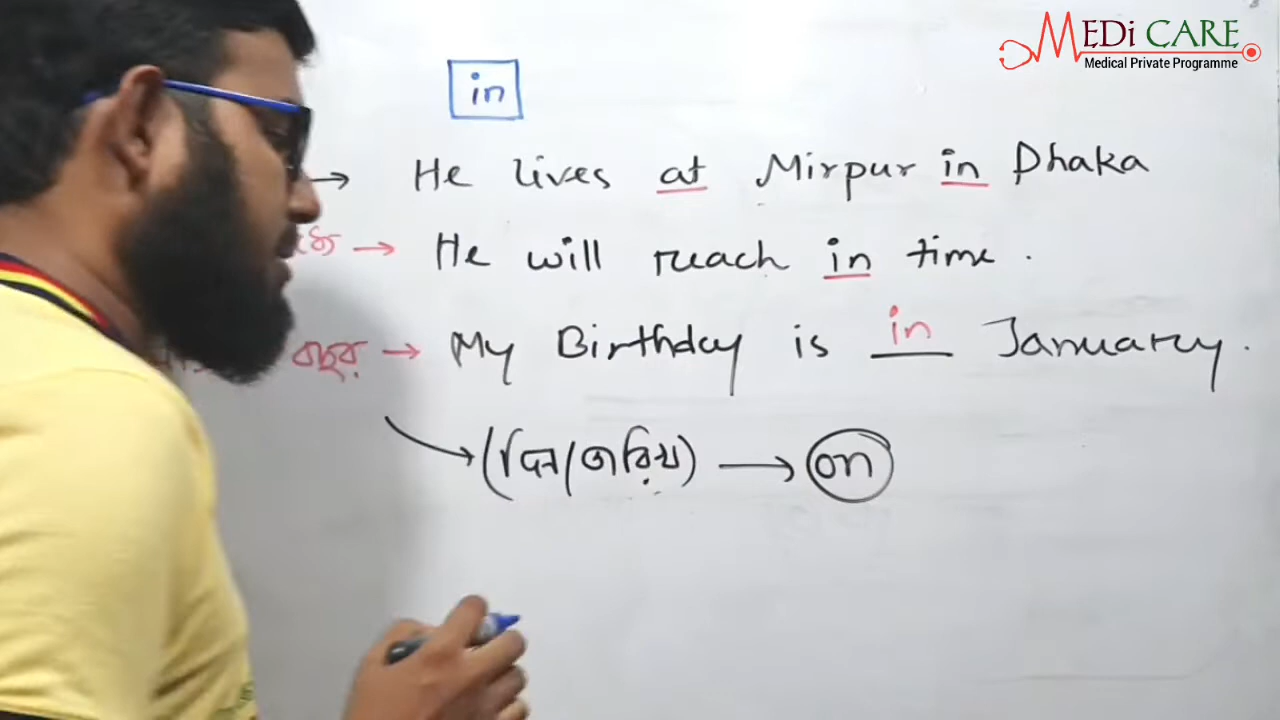 MEDi CARE
Medical Private Programme
in
→ He lives at Mirpur in Dhaka
→ He will reach in time.
বছর → My Birthday is in January.
(দিন/তারিখ) → on